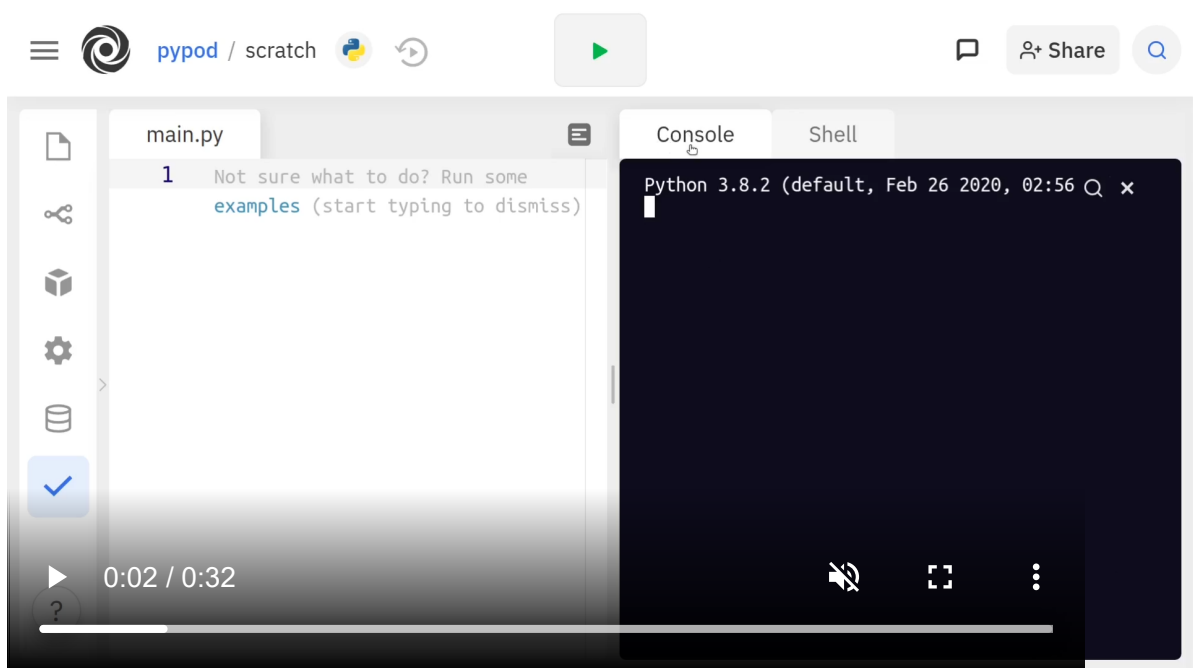 pypod / scratch
Share
main.py
Console
Shell
1
Not sure what to do? Run some
examples (start typing to dismiss)
Python 3.8.2 (default, Feb 26 2020, 02:56
0:02 / 0:32
?